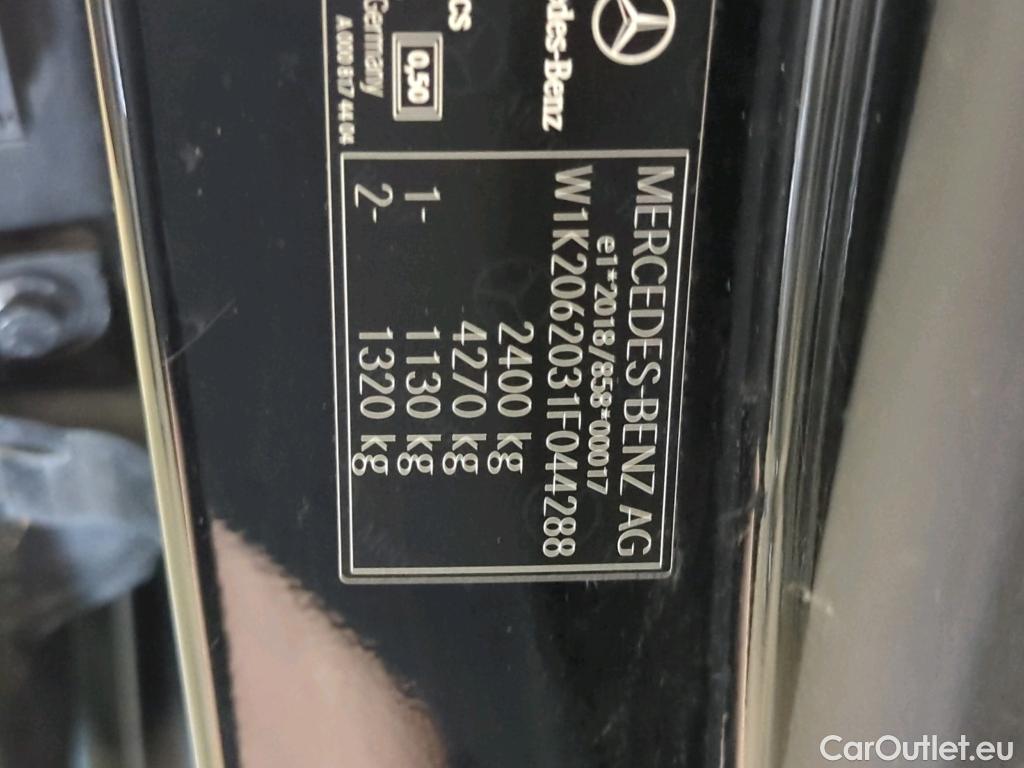 edes-Benz
cs
0,50
Germany
A 000 817 44 04
MERCEDES-BENZ AG
e1*2018/858*00017
W1K2062031F044288
2400 kg
4270 kg
1- 1130 kg
2- 1320 kg
CarOutlet.eu